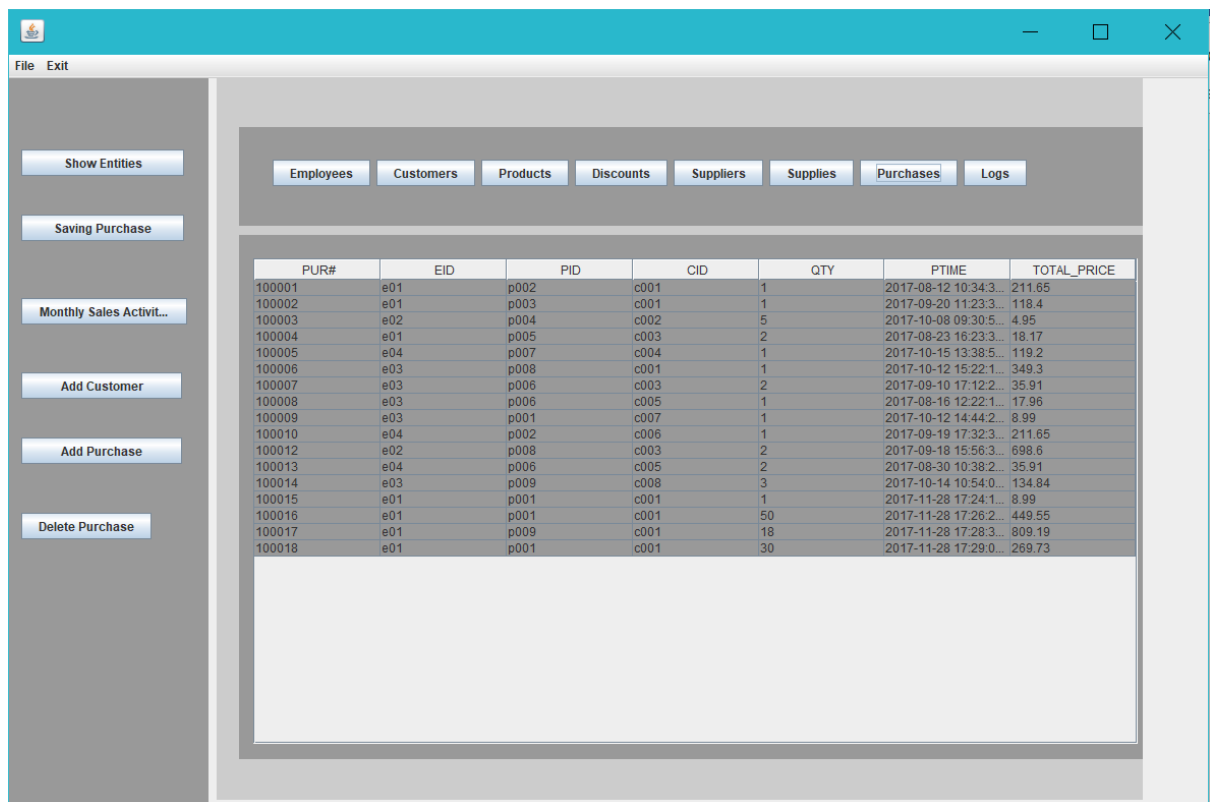 File Exit
Show Entities
Saving Purchase
Monthly Sales Activit...
Add Customer
Add Purchase
Delete Purchase
Employees Customers Products Discounts Suppliers Supplies Purchases Logs
PUR# EID PID CID QTY PTIME TOTAL_PRICE
100001 e01 p002 c001 1 2017-08-12 10:34:3... 211.65
100002 e01 p003 c001 1 2017-09-20 11:23:3... 118.4
100003 e02 p004 c002 5 2017-10-08 09:30:5... 4.95
100004 e01 p005 c003 2 2017-08-23 16:23:3... 18.17
100005 e04 p007 c004 1 2017-10-15 13:38:5... 119.2
100006 e03 p008 c001 1 2017-10-12 15:22:1... 349.3
100007 e03 p006 c003 2 2017-09-10 17:12:2... 35.91
100008 e03 p006 c005 1 2017-08-16 12:22:1... 17.96
100009 e03 p001 c007 1 2017-10-12 14:44:2... 8.99
100010 e04 p002 c006 1 2017-09-19 17:32:3... 211.65
100012 e02 p008 c003 2 2017-09-18 15:56:3... 698.6
100013 e04 p006 c005 2 2017-08-30 10:38:2... 35.91
100014 e03 p009 c008 3 2017-10-14 10:54:0... 134.84
100015 e01 p001 c001 1 2017-11-28 17:24:1... 8.99
100016 e01 p001 c001 50 2017-11-28 17:26:2... 449.55
100017 e01 p009 c001 18 2017-11-28 17:28:3... 809.19
100018 e01 p001 c001 30 2017-11-28 17:29:0... 269.73